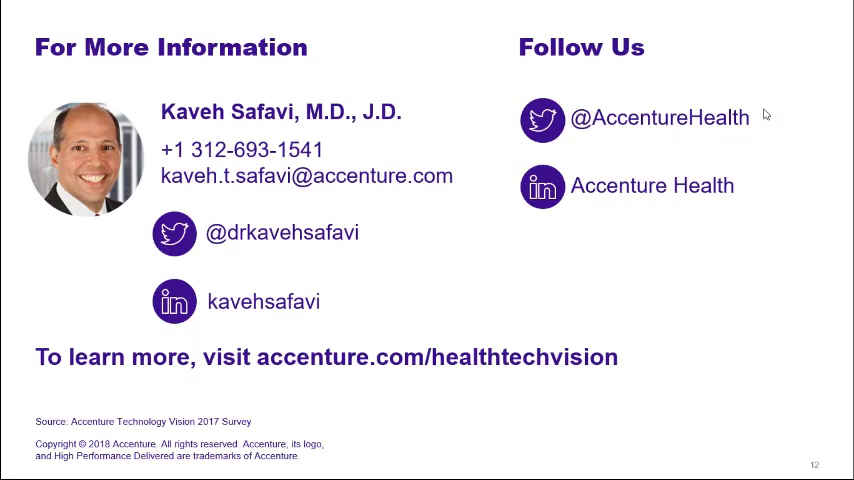 For More Information
Kaveh Safavi, M.D., J.D.
+1 312-693-1541
kaveh.t.safavi@accenture.com
@drkavehsafavi
in kavehsafavi
Follow Us
@AccentureHealth
in Accenture Health
To learn more, visit accenture.com/healthtechvision
Source: Accenture Technology Vision 2017 Survey
Copyright © 2018 Accenture. All rights reserved. Accenture, its logo,
and High Performance Delivered are trademarks of Accenture.
12